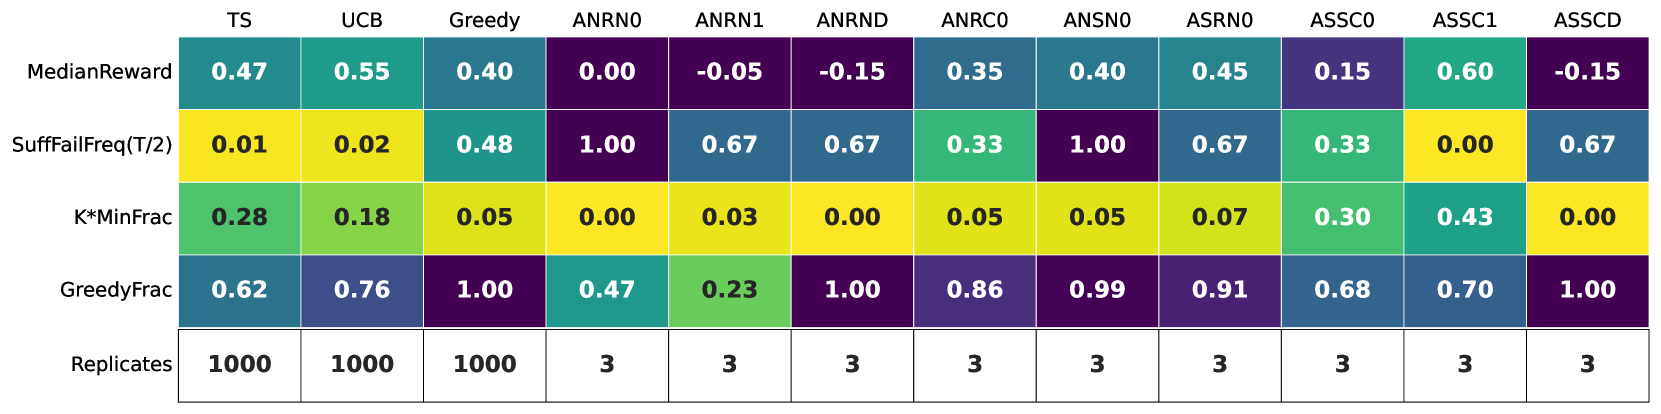 TS UCB Greedy ANRN0 ANRN1 ANRND ANRC0 ANSN0 ASRN0 ASSC0 ASSC1 ASSCD
MedianReward 0.47 0.55 0.40 0.00 -0.05 -0.15 0.35 0.40 0.45 0.15 0.60 -0.15
SuffFailFreq(T/2) 0.01 0.02 0.48 1.00 0.67 0.67 0.33 1.00 0.67 0.33 0.00 0.67
K*MinFrac 0.28 0.18 0.05 0.00 0.03 0.00 0.05 0.05 0.07 0.30 0.43 0.00
GreedyFrac 0.62 0.76 1.00 0.47 0.23 1.00 0.86 0.99 0.91 0.68 0.70 1.00
Replicates 1000 1000 1000 3 3 3 3 3 3 3 3 3